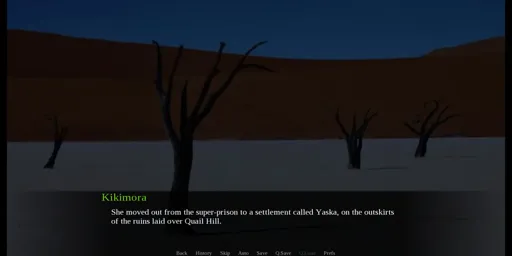 Kikimora
She moved out from the super-prison to a settlement called Yaska, on the outskirts
of the ruins laid over Quail Hill.
Back History Skip Auto Save Q.Save Q.Load Prefs